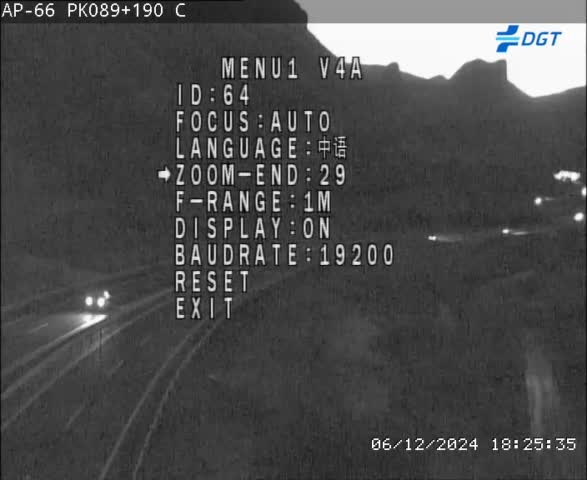 AP-66 PK089+190 C
DGT
MENU1 V4A
ID:64
FOCUS:AUTO
LANGUAGE:中语
ZOOM-END:29
F-RANGE:1M
DISPLAY:ON
BAUDRATE:19200
RESET
EXIT
06/12/2024 18:25:35